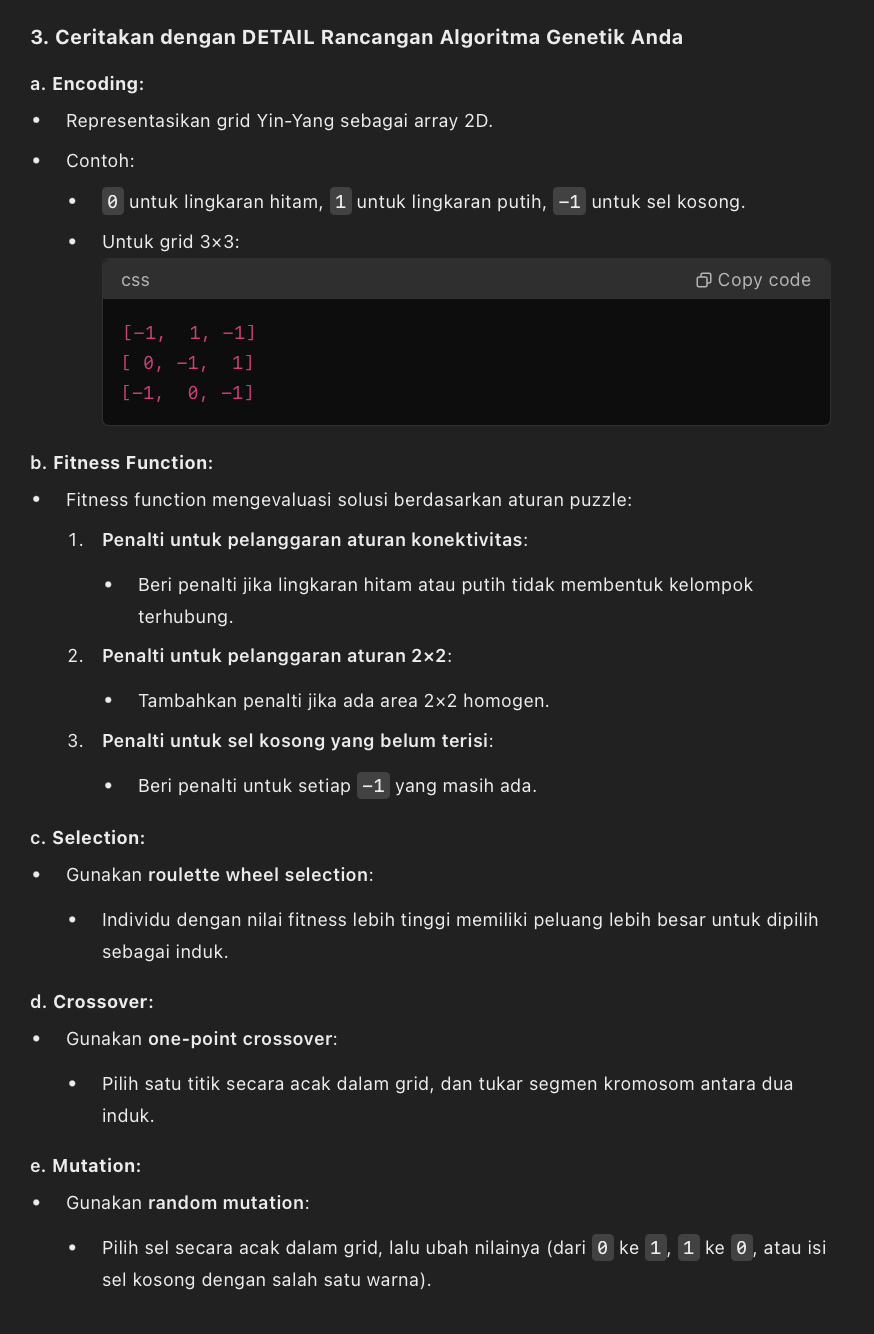 3. Ceritakan dengan DETAIL Rancangan Algoritma Genetik Anda
a. Encoding:
• Representasikan grid Yin-Yang sebagai array 2D.
• Contoh:
• 0 untuk lingkaran hitam, 1 untuk lingkaran putih, −1 untuk sel kosong.
• Untuk grid 3×3:
css Copy code
[−1,  1, −1]
[ 0, −1,  1]
[−1,  0, −1]
b. Fitness Function:
• Fitness function mengevaluasi solusi berdasarkan aturan puzzle:
1. Penalti untuk pelanggaran aturan konektivitas:
• Beri penalti jika lingkaran hitam atau putih tidak membentuk kelompok
terhubung.
2. Penalti untuk pelanggaran aturan 2×2:
• Tambahkan penalti jika ada area 2×2 homogen.
3. Penalti untuk sel kosong yang belum terisi:
• Beri penalti untuk setiap −1 yang masih ada.
c. Selection:
• Gunakan roulette wheel selection:
• Individu dengan nilai fitness lebih tinggi memiliki peluang lebih besar untuk dipilih
sebagai induk.
d. Crossover:
• Gunakan one-point crossover:
• Pilih satu titik secara acak dalam grid, dan tukar segmen kromosom antara dua
induk.
e. Mutation:
• Gunakan random mutation:
• Pilih sel secara acak dalam grid, lalu ubah nilainya (dari 0 ke 1, 1 ke 0, atau isi
sel kosong dengan salah satu warna).